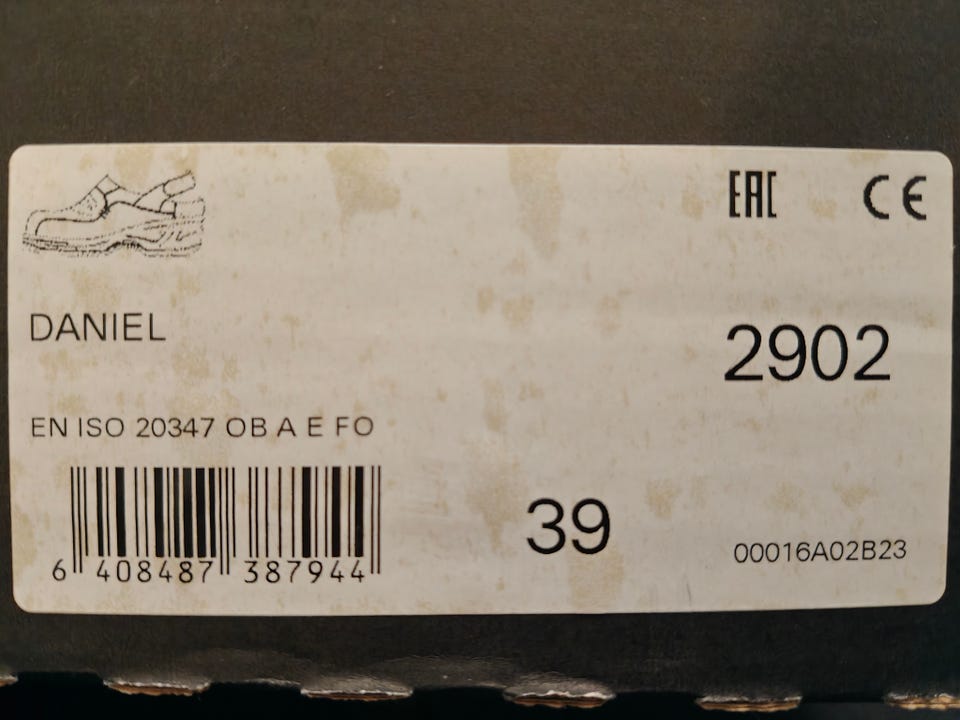 EAC CE
DANIEL
2902
EN ISO 20347 OB A E FO
39
00016A02B23
6 408487 387944